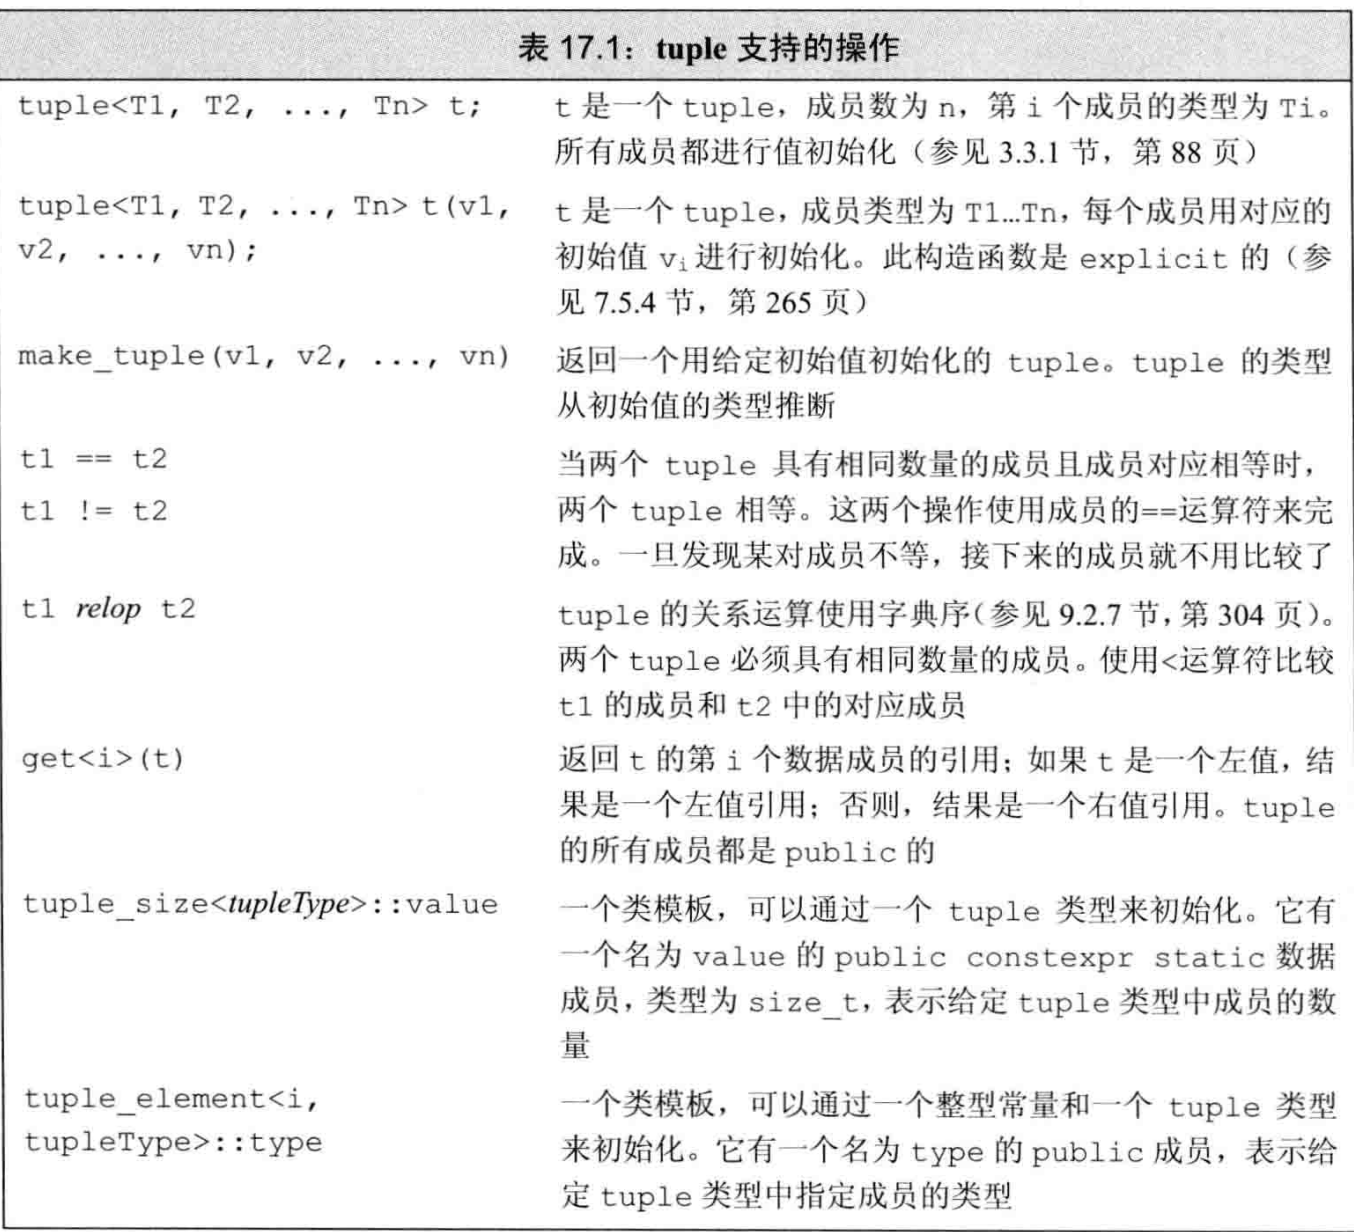 表 17.1：tuple 支持的操作
tuple<T1, T2, ..., Tn> t;
t 是一个 tuple，成员数为 n，第 i 个成员的类型为 Ti。
所有成员都进行值初始化（参见 3.3.1 节，第 88 页）
tuple<T1, T2, ..., Tn> t(v1,
v2, ..., vn);
t 是一个 tuple，成员类型为 T1…Tn，每个成员用对应的
初始值 vi 进行初始化。此构造函数是 explicit 的（参
见 7.5.4 节，第 265 页）
make_tuple(v1, v2, ..., vn)
返回一个用给定初始值初始化的 tuple。tuple 的类型
从初始值的类型推断
t1 == t2
t1 != t2
当两个 tuple 具有相同数量的成员且成员对应相等时，
两个 tuple 相等。这两个操作使用成员的==运算符来完
成。一旦发现某对成员不等，接下来的成员就不用比较了
t1 relop t2
tuple 的关系运算使用字典序（参见 9.2.7 节，第 304 页）。
两个 tuple 必须具有相同数量的成员。使用<运算符比较
t1 的成员和 t2 中的对应成员
get<i>(t)
返回 t 的第 i 个数据成员的引用；如果 t 是一个左值，结
果是一个左值引用；否则，结果是一个右值引用。tuple
的所有成员都是 public 的
tuple_size<tupleType>::value
一个类模板，可以通过一个 tuple 类型来初始化。它有
一个名为 value 的 public constexpr static 数据
成员，类型为 size_t，表示给定 tuple 类型中成员的数
量
tuple_element<i,
tupleType>::type
一个类模板，可以通过一个整型常量和一个 tuple 类型
来初始化。它有一个名为 type 的 public 成员，表示给
定 tuple 类型中指定成员的类型